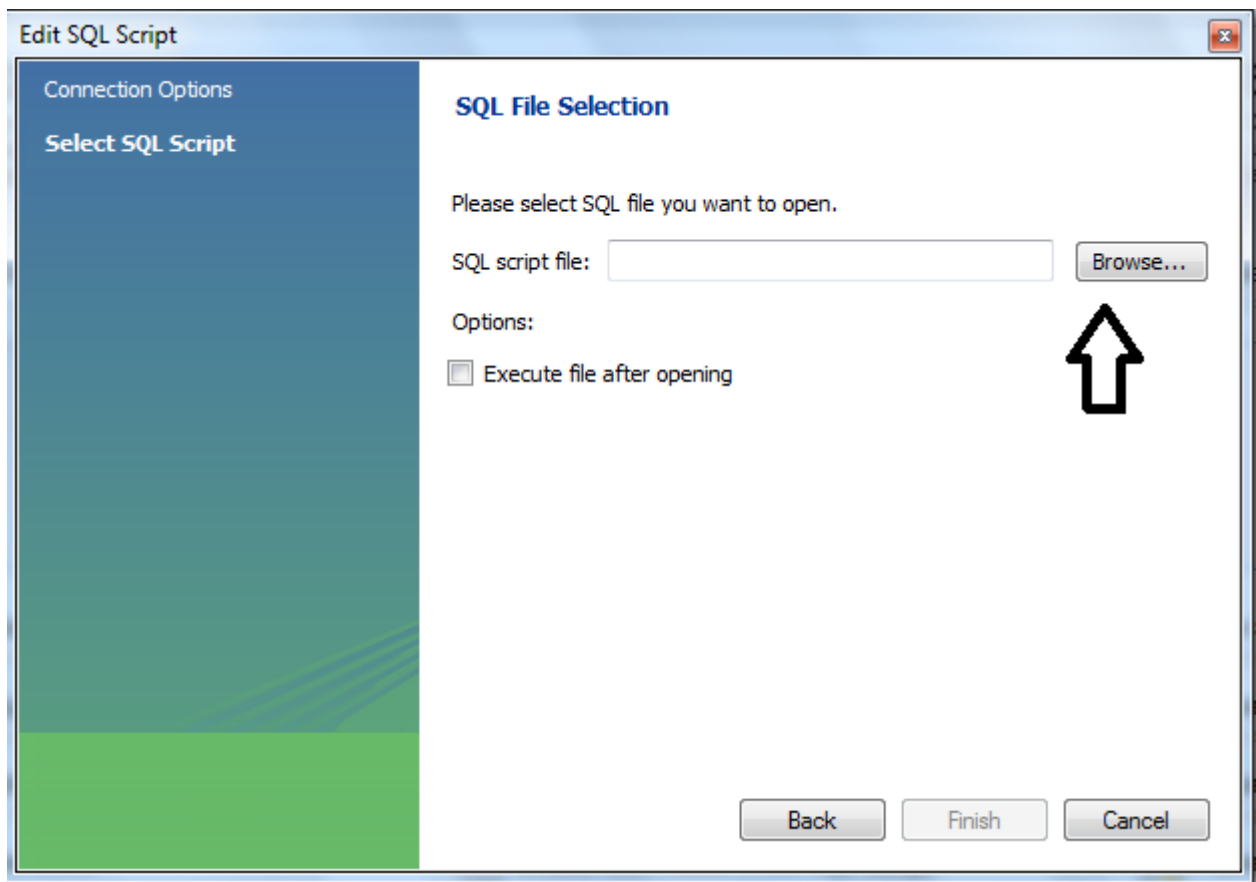 Edit SQL Script
Connection Options
Select SQL Script
SQL File Selection
Please select SQL file you want to open.
SQL script file: Browse...
Options:
Execute file after opening
Back Finish Cancel